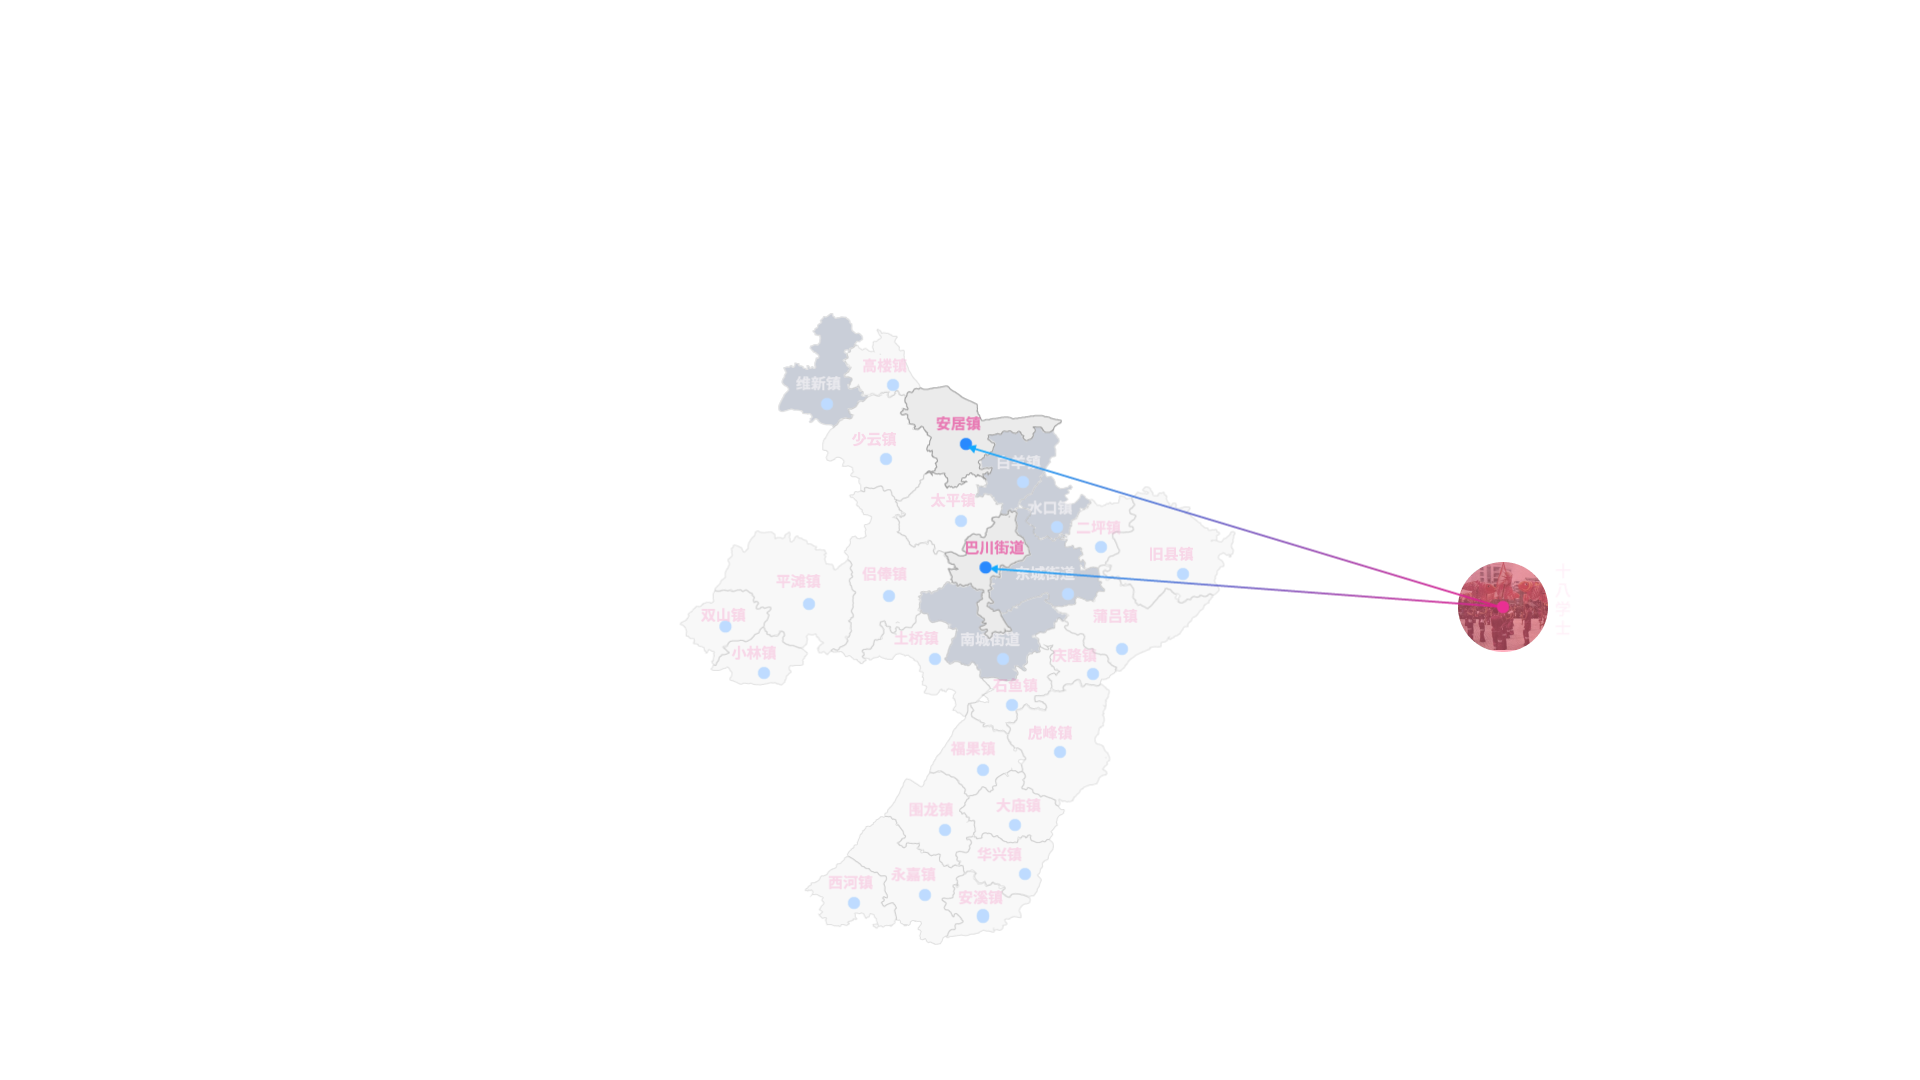 高楼镇
维新镇
安居镇
少云镇
白羊镇
太平镇
水口镇
二坪镇
巴川街道
旧县镇
东城街道
侣俸镇
平滩镇
十八学士
双山镇
蒲吕镇
土桥镇
南城街道
小林镇
庆隆镇
石鱼镇
虎峰镇
福果镇
围龙镇
大庙镇
华兴镇
永嘉镇
西河镇
安溪镇